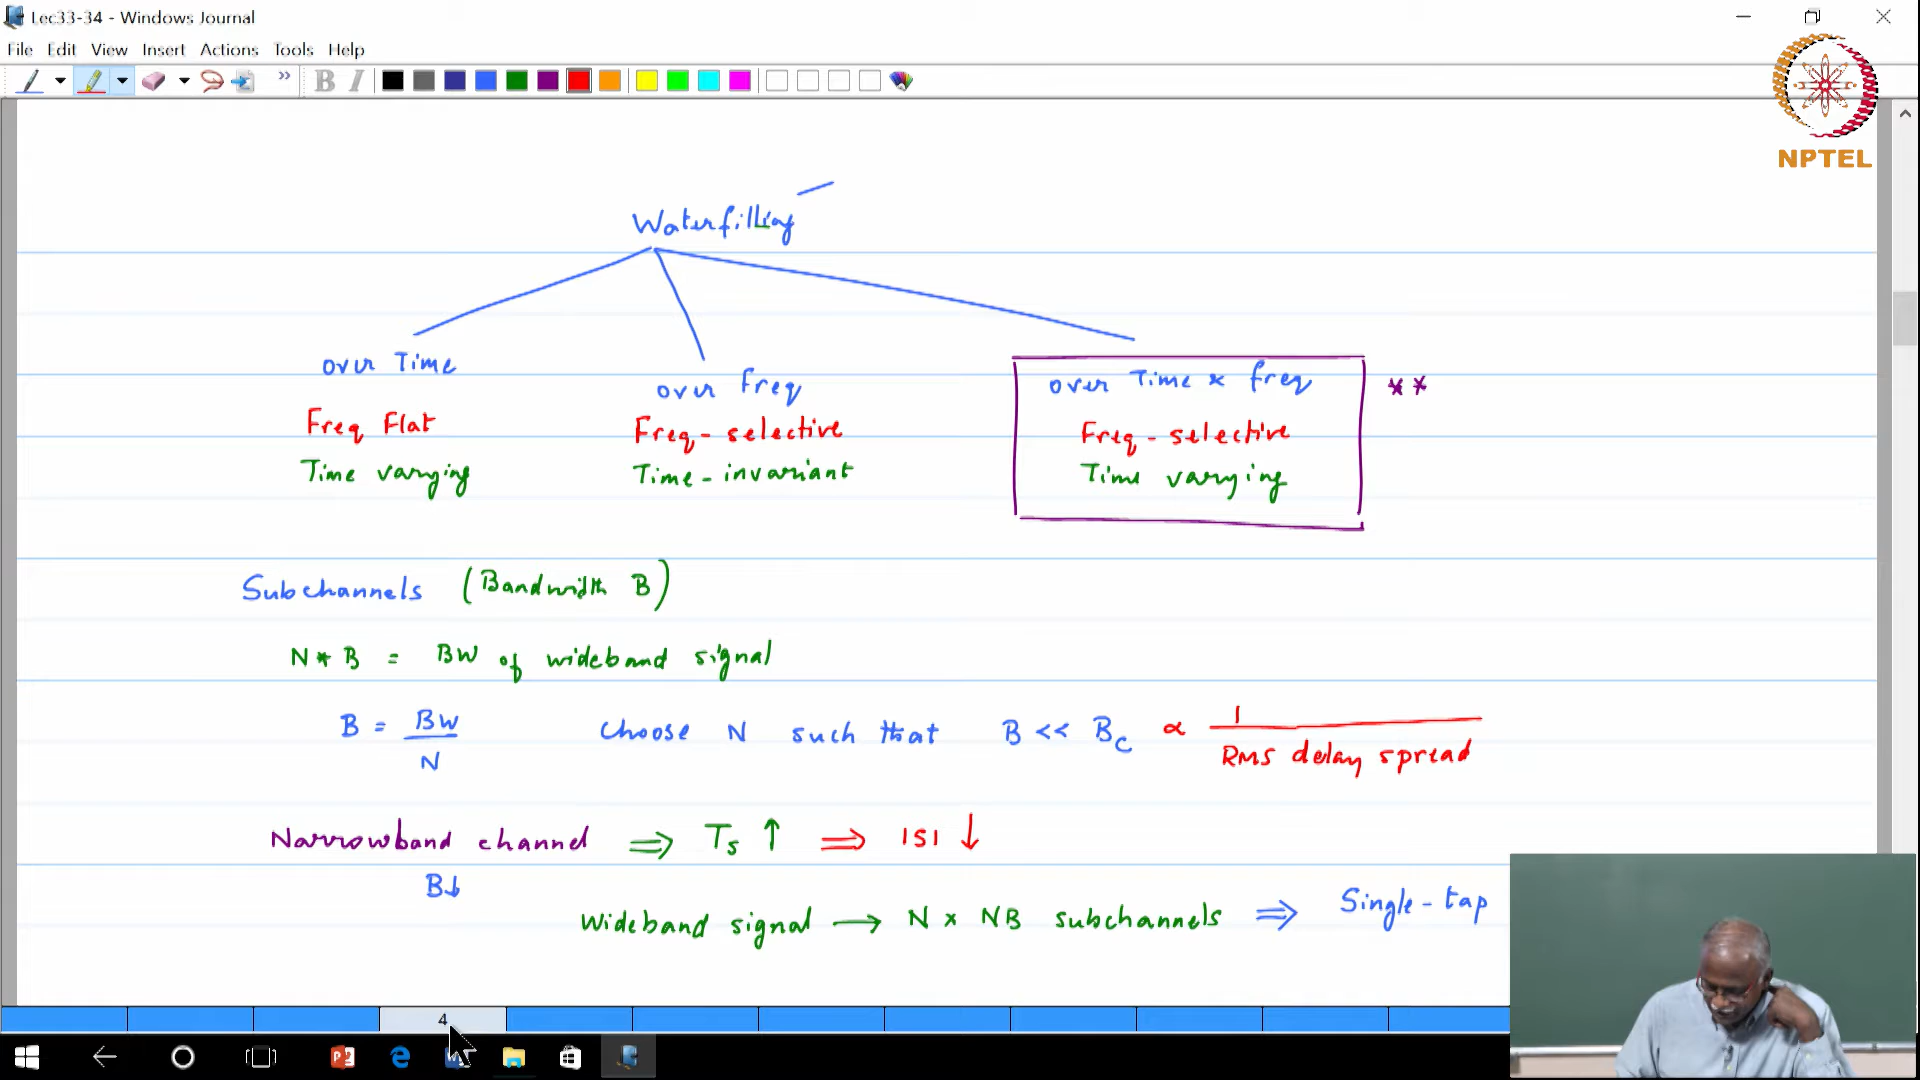 Lec33-34 - Windows Journal
File Edit View Insert Actions Tools Help
B I
NPTEL
Waterfilling
over Time
over Freq
over Time × freq
**
Freq Flat
Freq-selective
Freq-selective
Time varying
Time-invariant
Time varying
Subchannels (Bandwidth B)
N * B = BW of wideband signal
B = BW / N Choose N such that B << Bc ∝ 1 / RMS delay spread
Narrowband channel ⇒ Ts ↑ ⇒ ISI ↓
B↓
Wideband signal → N × NB subchannels ⇒ Single-tap
4